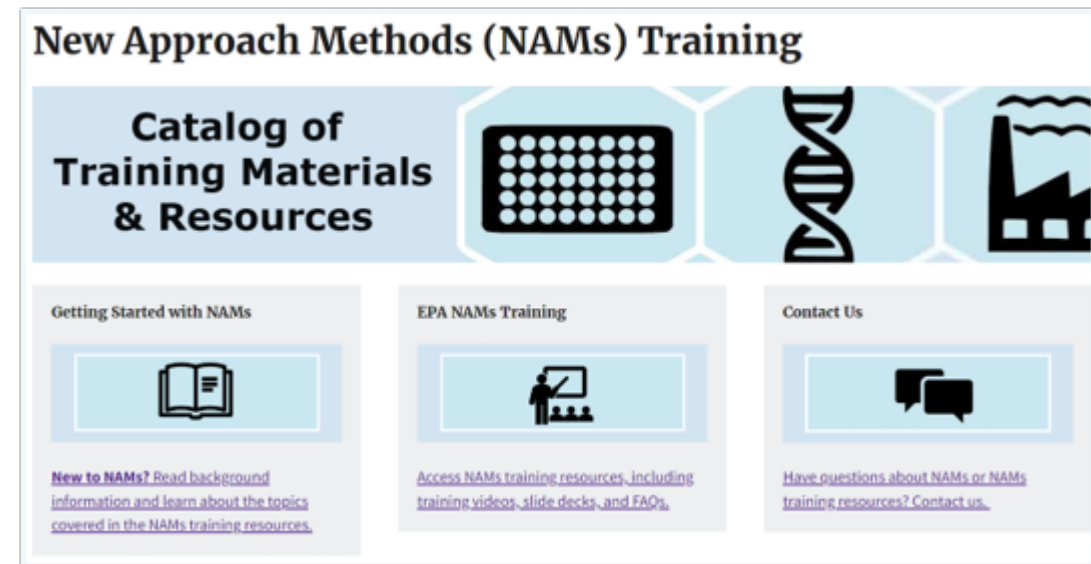 New Approach Methods (NAMs) Training
Catalog of
Training Materials
& Resources
Getting Started with NAMs
New to NAMs? Read background
information and learn about the topics
covered in the NAMs training resources.
EPA NAMs Training
Access NAMs training resources, including
training videos, slide decks, and FAQs.
Contact Us
Have questions about NAMs or NAMs
training resources? Contact us.